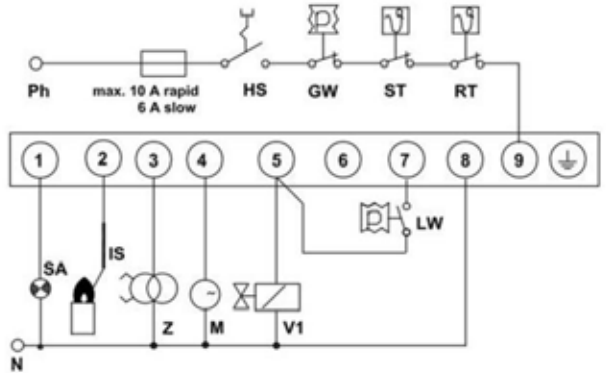 Ph
max. 10 A rapid
6 A slow
HS
GW
ST
RT
1 2 3 4 5 6 7 8 9
P
LW
SA
IS
Z
~
M
V1
N